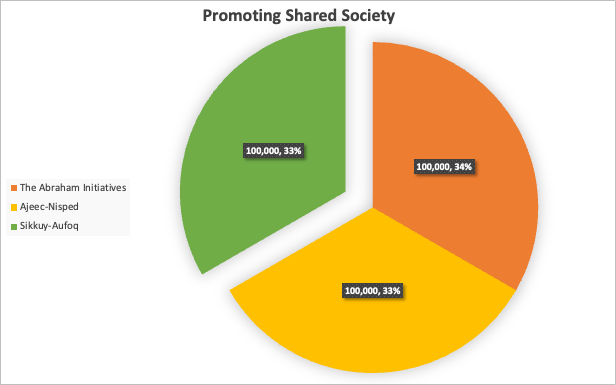 Promoting Shared Society
100,000, 33%
100,000, 34%
The Abraham Initiatives
Ajeec-Nisped
Sikkuy-Aufoq
100,000, 33%